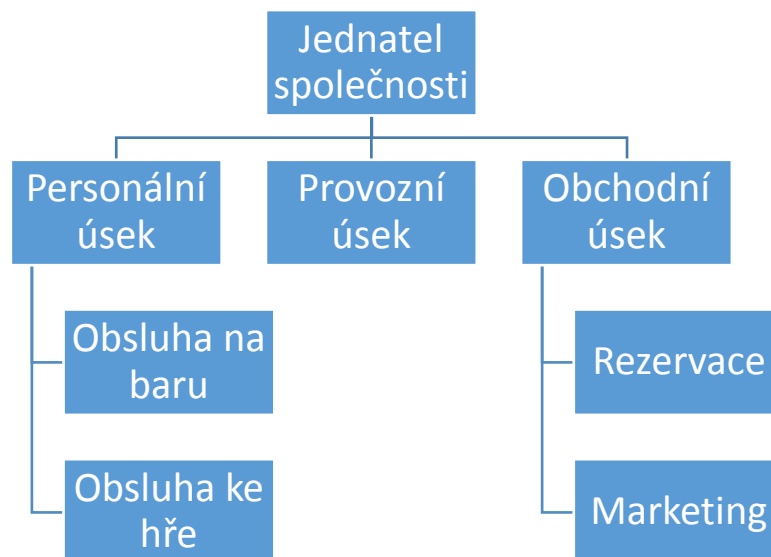 Jednatel
společnosti
Personální
úsek
Provozní
úsek
Obchodní
úsek
Obsluha na
baru
Rezervace
Obsluha ke
hře
Marketing